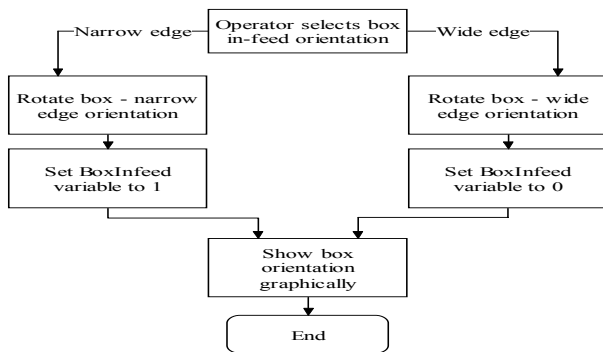 Operator selects box
in-feed orientation
Narrow edge
Wide edge
Rotate box - narrow
edge orientation
Rotate box - wide
edge orientation
Set BoxInfeed
variable to 1
Set BoxInfeed
variable to 0
Show box
orientation
graphically
End